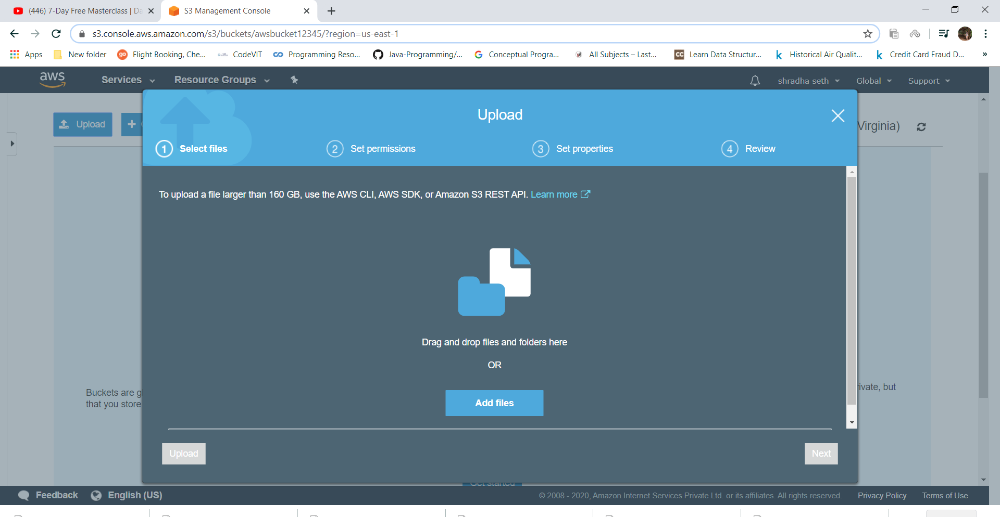 (446) 7-Day Free Masterclass | Da
S3 Management Console
s3.console.aws.amazon.com/s3/buckets/awsbucket12345/?region=us-east-1
Apps
New folder
go
Flight Booking, Che...
CodeVIT
Programming Reso...
Java-Programming/...
Conceptual Progra...
All Subjects – Last...
CC
Learn Data Structur...
k
Historical Air Qualit...
k
Credit Card Fraud D...
»
aws
Services
Resource Groups
shradha seth
Global
Support
Upload
Upload
Virginia)
1 Select files
2 Set permissions
3 Set properties
4 Review
To upload a file larger than 160 GB, use the AWS CLI, AWS SDK, or Amazon S3 REST API. Learn more
Drag and drop files and folders here
OR
Buckets are g
that you store
ivate, but
Add files
Upload
Next
Get started
Feedback
English (US)
© 2008 - 2020, Amazon Internet Services Private Ltd. or its affiliates. All rights reserved.
Privacy Policy
Terms of Use